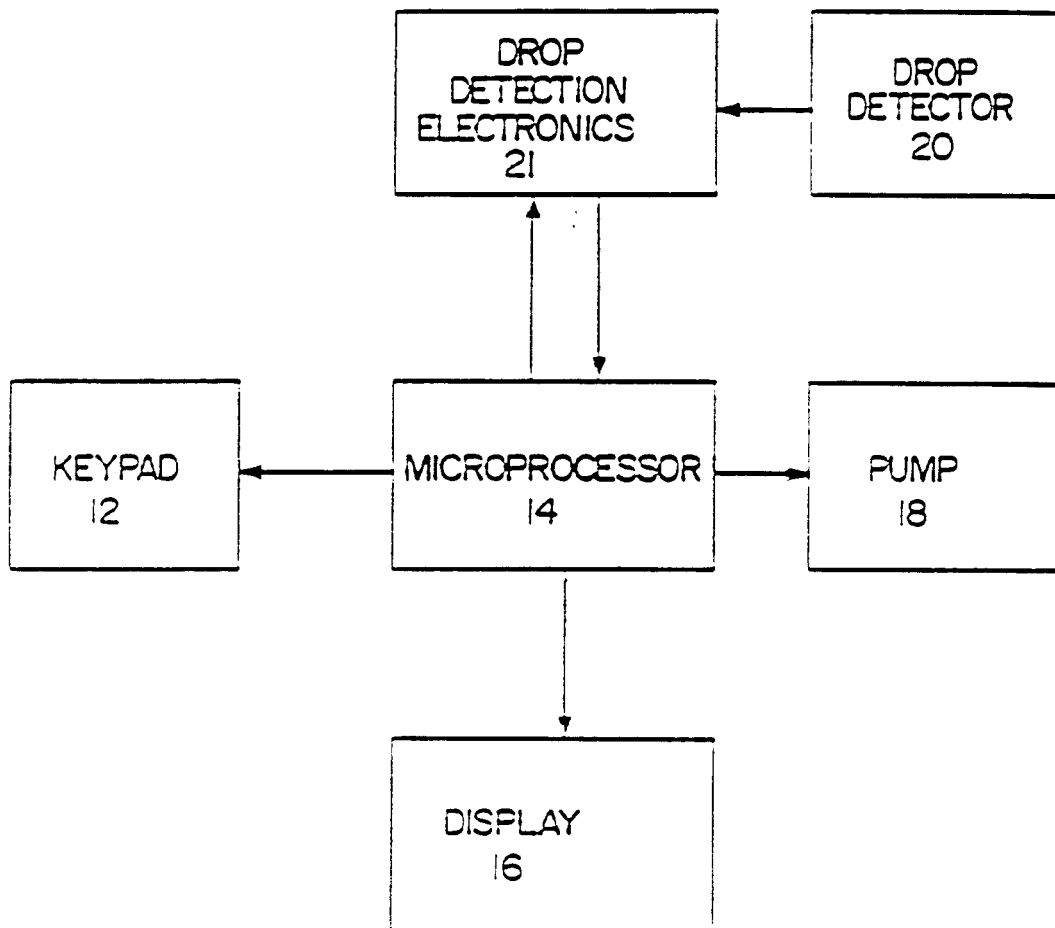 DROP
DETECTION
ELECTRONICS
21
DROP
DETECTOR
20
KEYPAD
12
MICROPROCESSOR
14
PUMP
18
DISPLAY
16